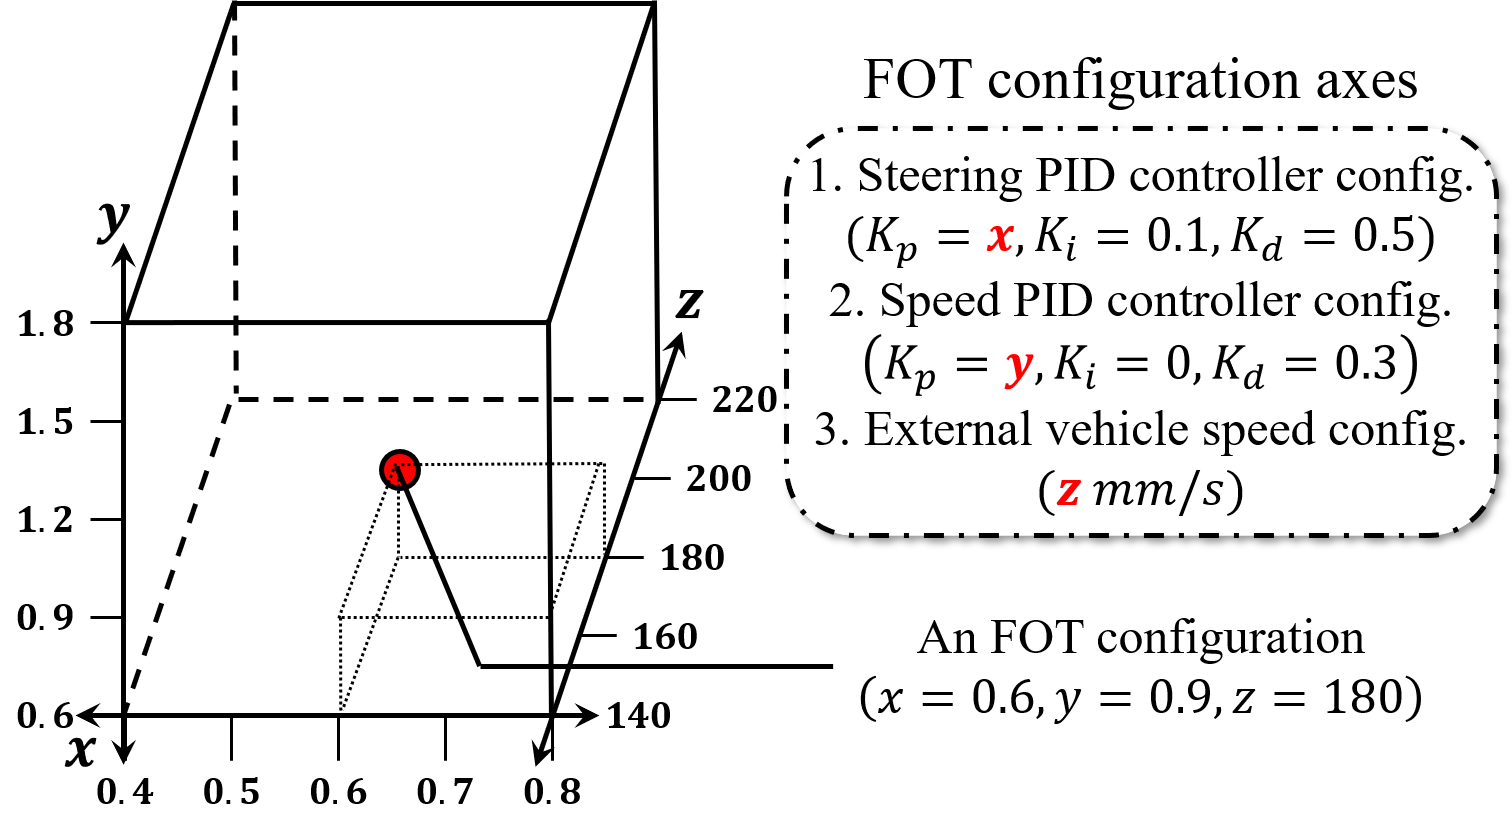 FOT configuration axes
1. Steering PID controller config.
(K_p = x, K_i = 0.1, K_d = 0.5)
2. Speed PID controller config.
(K_p = y, K_i = 0, K_d = 0.3)
3. External vehicle speed config.
(z mm/s)
An FOT configuration
(x = 0.6, y = 0.9, z = 180)
y
1.8
1.5
1.2
0.9
0.6
x
0.4
0.5
0.6
0.7
0.8
z
220
200
180
160
140